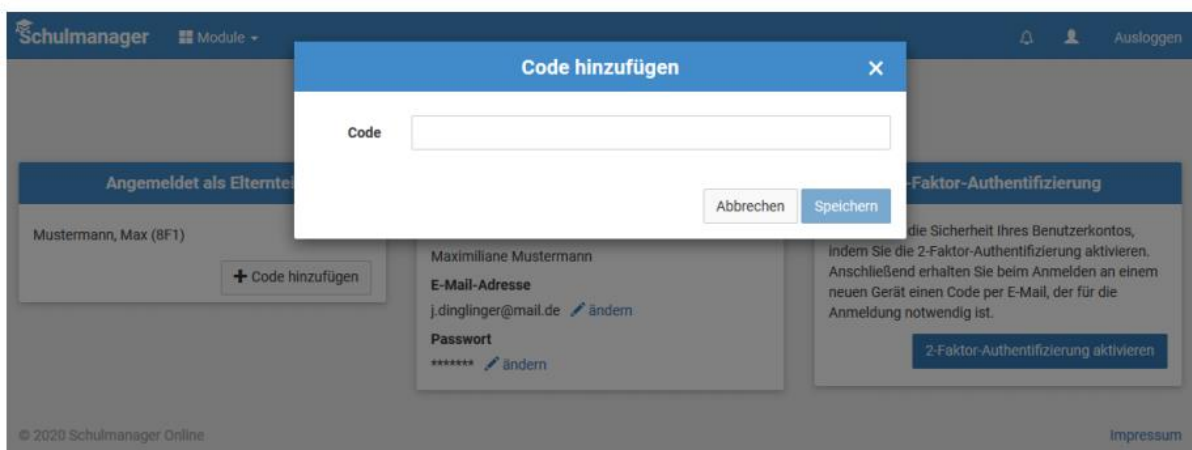 Schulmanager Module Ausloggen
Code hinzufügen ×
Code
Abbrechen Speichern
Angemeldet als Elterntei
Mustermann, Max (8F1)
+ Code hinzufügen
Maximiliane Mustermann
E-Mail-Adresse
j.dinglinger@mail.de ändern
Passwort
******* ändern
-Faktor-Authentifizierung
die Sicherheit Ihres Benutzerkontos,
indem Sie die 2-Faktor-Authentifizierung aktivieren.
Anschließend erhalten Sie beim Anmelden an einem
neuen Gerät einen Code per E-Mail, der für die
Anmeldung notwendig ist.
2-Faktor-Authentifizierung aktivieren
© 2020 Schulmanager Online Impressum